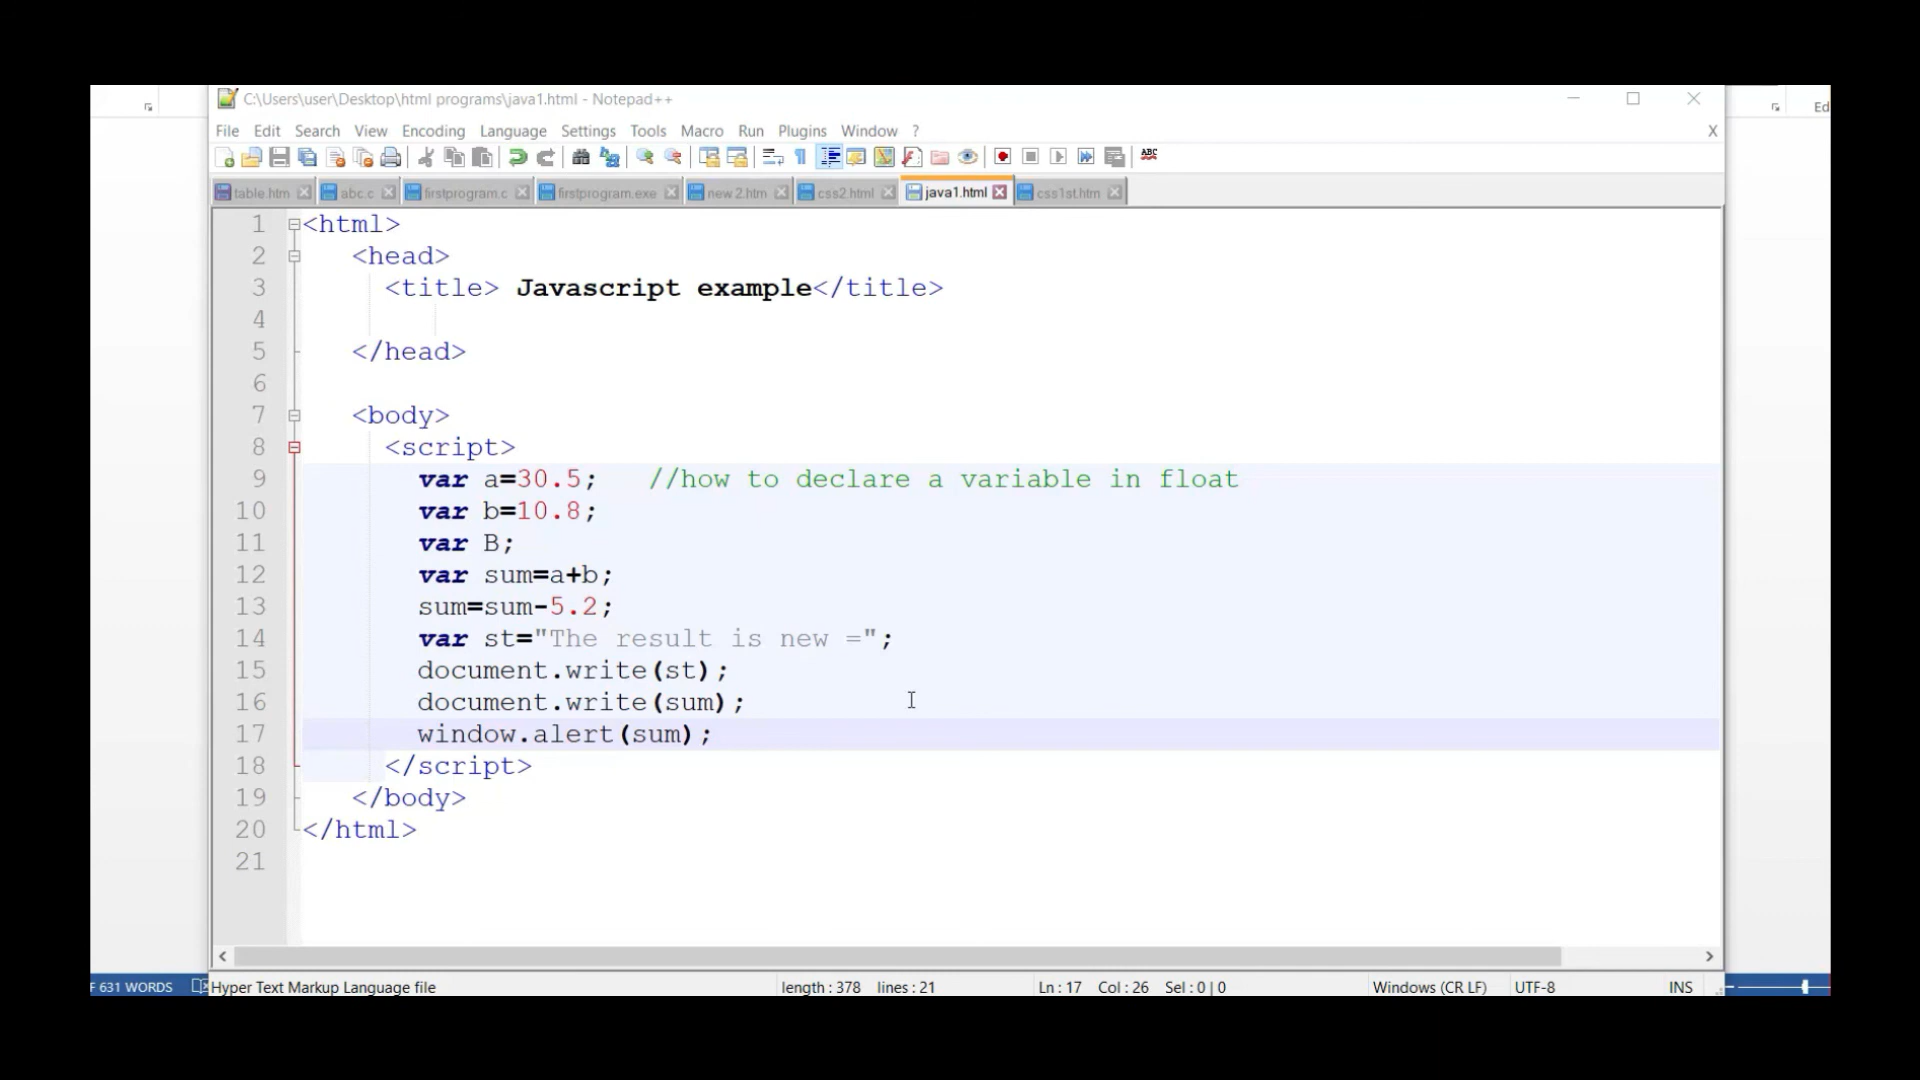 Ed
C:\Users\user\Desktop\html programs\java1.html - Notepad++
File Edit Search View Encoding Language Settings Tools Macro Run Plugins Window ? X
ABC
table.htm abc.c firstprogram.c firstprogram.exe new 2.htm css2.html java1.html css1st.htm
1 <html>
2 <head>
3 <title> Javascript example</title>
4
5 </head>
6
7 <body>
8 <script>
9 var a=30.5; //how to declare a variable in float
10 var b=10.8;
11 var B;
12 var sum=a+b;
13 sum=sum-5.2;
14 var st="The result is new =";
15 document.write(st);
16 document.write(sum);
17 window.alert(sum);
18 </script>
19 </body>
20 </html>
21
F 631 WORDS Hyper Text Markup Language file length : 378 lines : 21 Ln : 17 Col : 26 Sel : 0 | 0 Windows (CR LF) UTF-8 INS